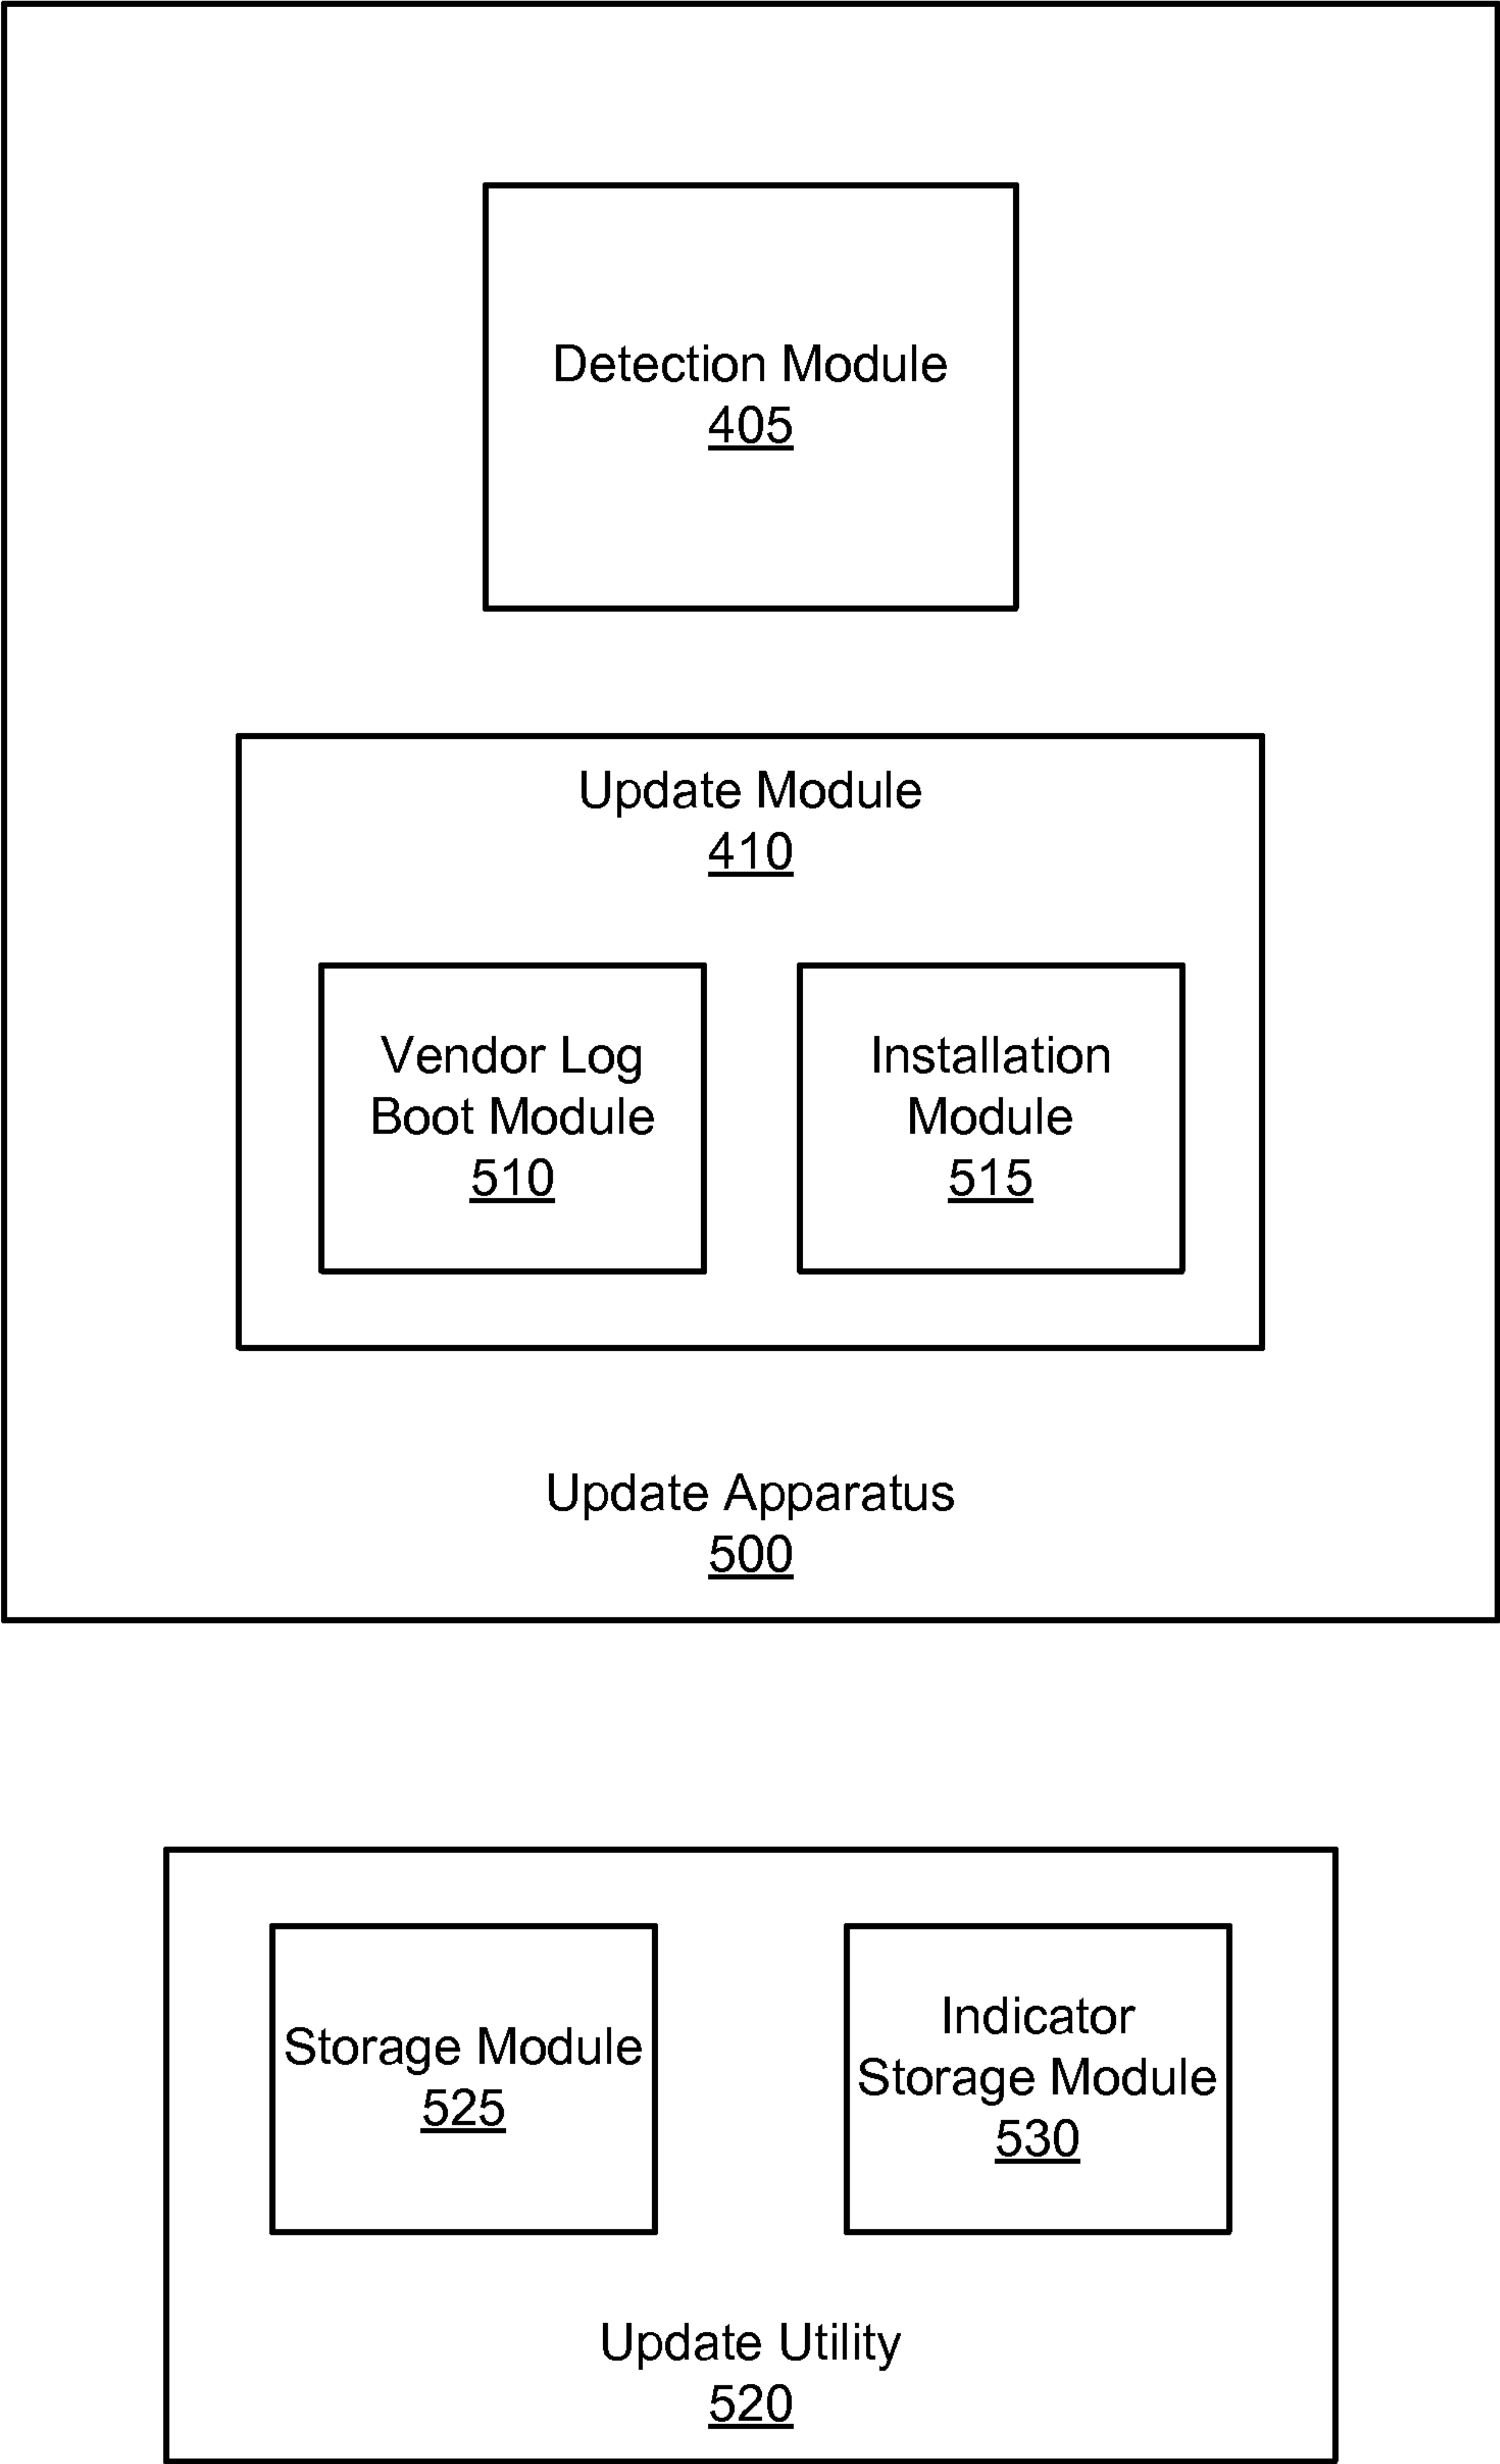 Detection Module
405
Update Module
410
Vendor Log
Boot Module
510
Installation
Module
515
Update Apparatus
500
Storage Module
525
Indicator
Storage Module
530
Update Utility
520